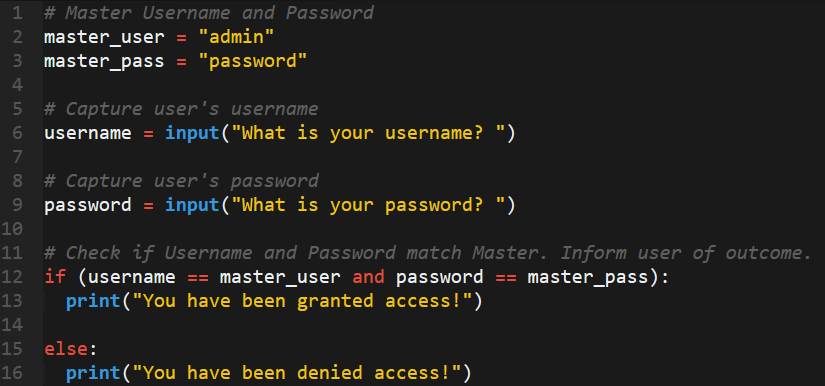 1 # Master Username and Password
2 master_user = "admin"
3 master_pass = "password"
4
5 # Capture user's username
6 username = input("What is your username? ")
7
8 # Capture user's password
9 password = input("What is your password? ")
10
11 # Check if Username and Password match Master. Inform user of outcome.
12 if (username == master_user and password == master_pass):
13   print("You have been granted access!")
14
15 else:
16   print("You have been denied access!")